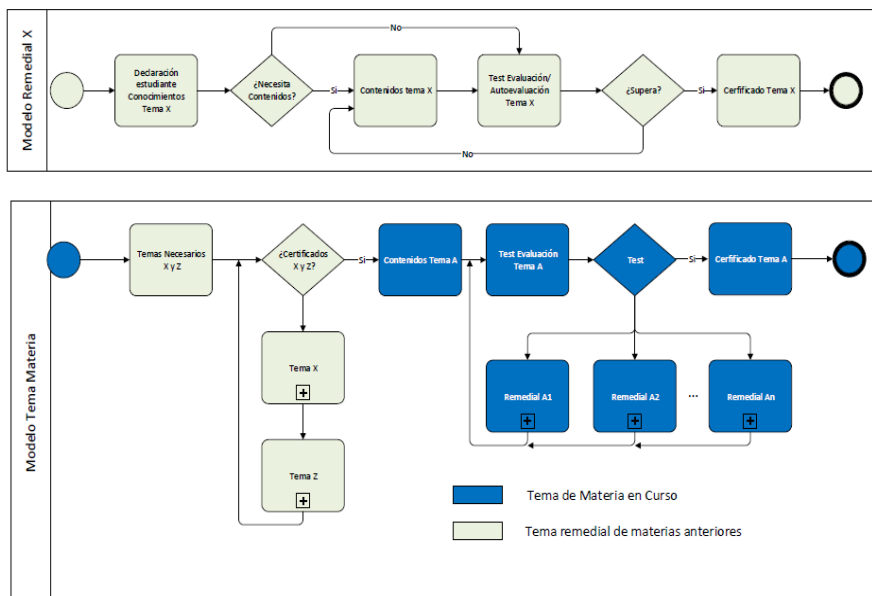 Modelo Remedial X
Declaración
estudiante
Conocimientos
Tema X
¿Necesita
Contenidos?
No
Si
Contenidos tema X
Test Evaluación/
Autoevaluación
Tema X
¿Supera?
No
Si
Cerfificado Tema X
Modelo Tema Materia
Temas Necesarios
X y Z
¿Certificados
X y Z?
Si
Contenidos Tema A
Test Evaluación
Tema A
Test
Si
Cerfificado Tema A
Tema X
Tema Z
Remedial A1
Remedial A2
...
Remedial An
Tema de Materia en Curso
Tema remedial de materias anteriores